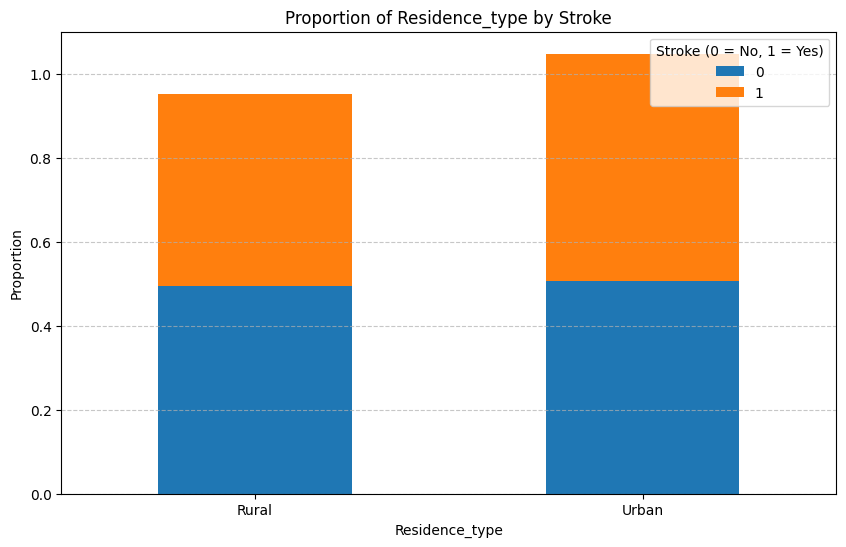 Proportion of Residence_type by Stroke
Stroke (0 = No, 1 = Yes)
0
1
1.0
0.8
0.6
0.4
0.2
0.0
Proportion
Rural
Urban
Residence_type